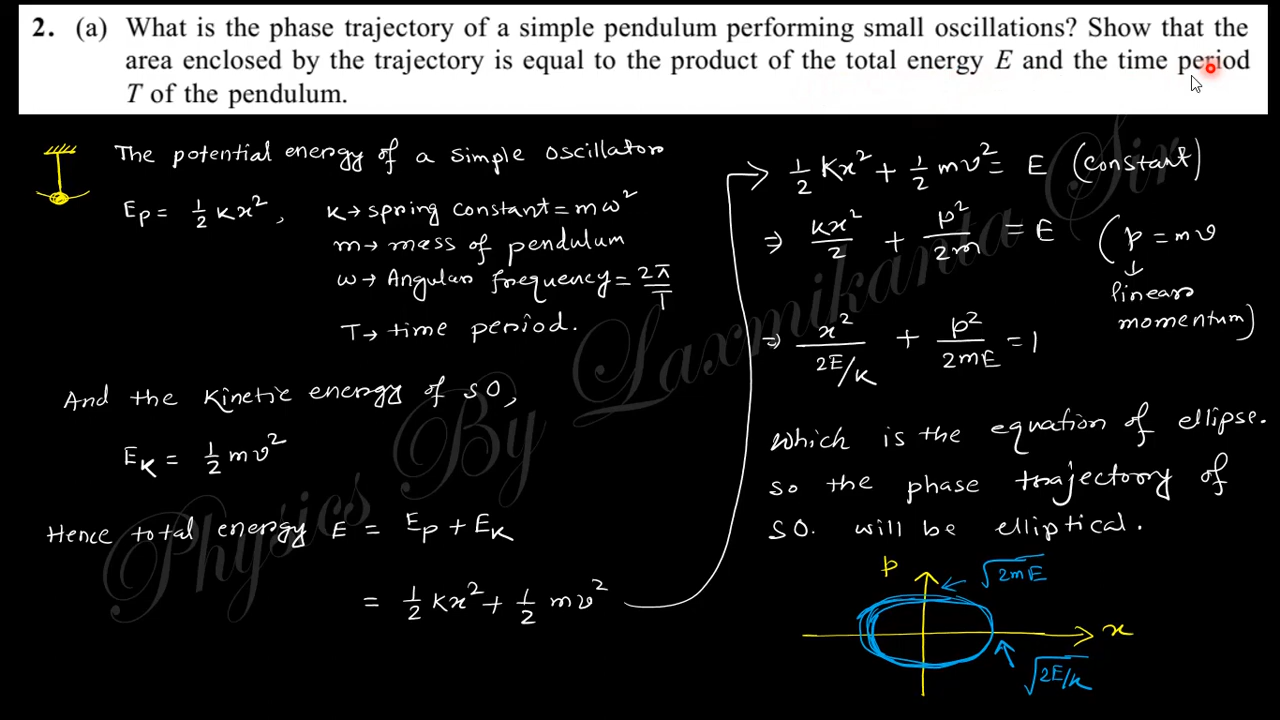 2. (a) What is the phase trajectory of a simple pendulum performing small oscillations? Show that the
area enclosed by the trajectory is equal to the product of the total energy E and the time period
T of the pendulum.
The potential energy of a simple oscillator
Ep = 1/2 kx², k → spring constant = mω²
m → mass of pendulum
ω → Angular frequency = 2π/T
T → time period.
And the kinetic energy of SO,
EK = 1/2 mv²
Hence total energy E = Ep + EK
= 1/2 kx² + 1/2 mv²
→ 1/2 Kx² + 1/2 mv² = E (constant)
⇒ kx²/2 + p²/2m = E (p = mv
↓
linear
momentum)
⇒ x²/(2E/k) + p²/2mE = 1
which is the equation of ellipse.
so the phase trajectory of
SO. will be elliptical.
p
√2mE
x
√2E/k
Physics By Laxmikanta Sir